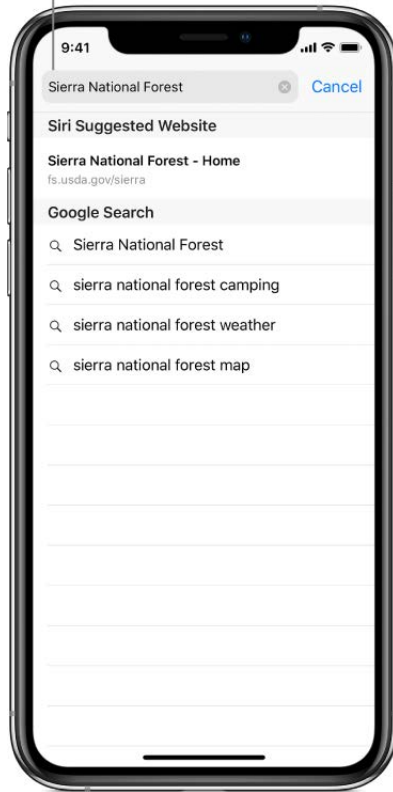 9:41
Sierra National Forest
Cancel
Siri Suggested Website
Sierra National Forest - Home
fs.usda.gov/sierra
Google Search
Sierra National Forest
sierra national forest camping
sierra national forest weather
sierra national forest map